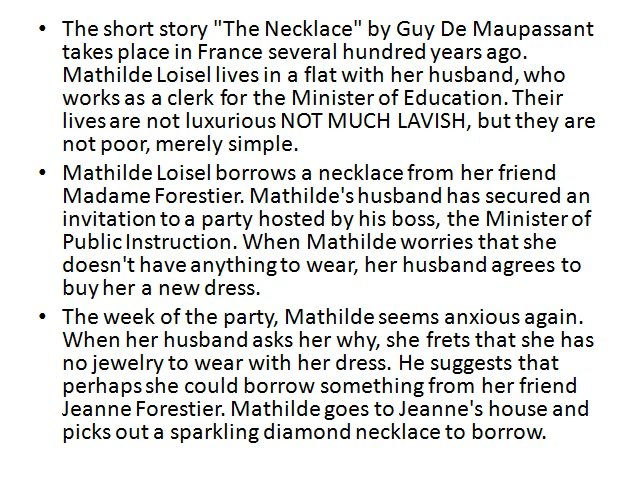 • The short story "The Necklace" by Guy De Maupassant
takes place in France several hundred years ago.
Mathilde Loisel lives in a flat with her husband, who
works as a clerk for the Minister of Education. Their
lives are not luxurious NOT MUCH LAVISH, but they are
not poor, merely simple.
• Mathilde Loisel borrows a necklace from her friend
Madame Forestier. Mathilde's husband has secured an
invitation to a party hosted by his boss, the Minister of
Public Instruction. When Mathilde worries that she
doesn't have anything to wear, her husband agrees to
buy her a new dress.
• The week of the party, Mathilde seems anxious again.
When her husband asks her why, she frets that she has
no jewelry to wear with her dress. He suggests that
perhaps she could borrow something from her friend
Jeanne Forestier. Mathilde goes to Jeanne's house and
picks out a sparkling diamond necklace to borrow.